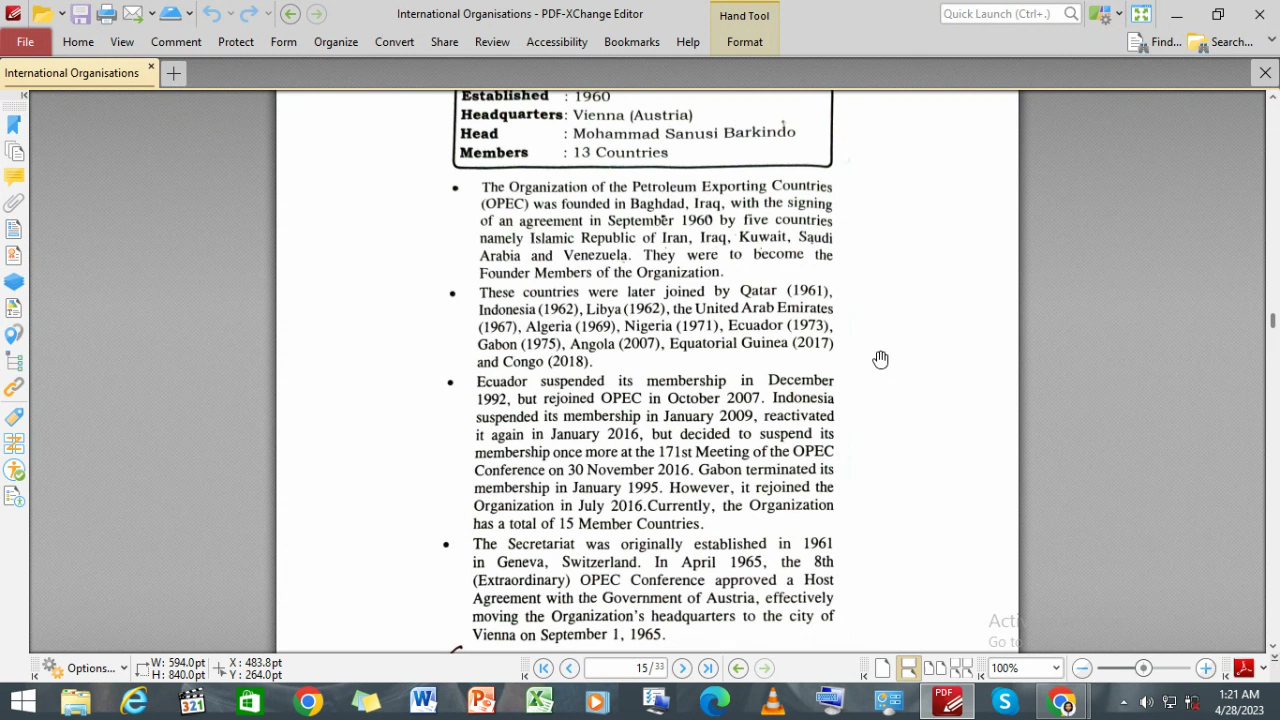 International Organisations - PDF-XChange Editor
Hand Tool
Quick Launch (Ctrl+.)
File
Home
View
Comment
Protect
Form
Organize
Convert
Share
Review
Accessibility
Bookmarks
Help
Format
Find...
Search...
International Organisations
Established : 1960
Headquarters : Vienna (Austria)
Head : Mohammad Sanusi Barkindo
Members : 13 Countries
• The Organization of the Petroleum Exporting Countries
(OPEC) was founded in Baghdad, Iraq, with the signing
of an agreement in September 1960 by five countries
namely Islamic Republic of Iran, Iraq, Kuwait, Saudi
Arabia and Venezuela. They were to become the
Founder Members of the Organization.
• These countries were later joined by Qatar (1961),
Indonesia (1962), Libya (1962), the United Arab Emirates
(1967), Algeria (1969), Nigeria (1971), Ecuador (1973),
Gabon (1975), Angola (2007), Equatorial Guinea (2017)
and Congo (2018).
• Ecuador suspended its membership in December
1992, but rejoined OPEC in October 2007. Indonesia
suspended its membership in January 2009, reactivated
it again in January 2016, but decided to suspend its
membership once more at the 171st Meeting of the OPEC
Conference on 30 November 2016. Gabon terminated its
membership in January 1995. However, it rejoined the
Organization in July 2016.Currently, the Organization
has a total of 15 Member Countries.
• The Secretariat was originally established in 1961
in Geneva, Switzerland. In April 1965, the 8th
(Extraordinary) OPEC Conference approved a Host
Agreement with the Government of Austria, effectively
moving the Organization's headquarters to the city of
Vienna on September 1, 1965.
Go to
Options...
W: 594.0pt
H: 840.0pt
X: 483.8pt
Y: 264.0pt
15 / 33
100%
321
PDF
1:21 AM
4/28/2023